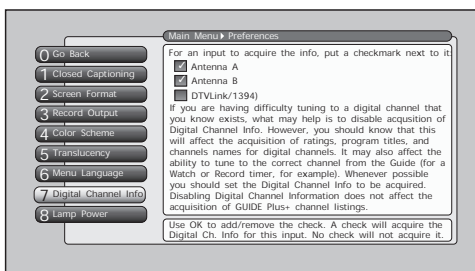 Main Menu Preferences
0 Go Back
1 Closed Captioning
2 Screen Format
3 Record Output
4 Color Scheme
5 Translucency
6 Menu Language
7 Digital Channel Info
8 Lamp Power
For an input to acquire the info, put a checkmark next to it:
Antenna A
Antenna B
DTVLink/1394)
If you are having difficulty tuning to a digital channel that
you know exists, what may help is to disable acqusition of
Digital Channel Info. However, you should know that this
will affect the acquisition of ratings, program titles, and
channels names for digital channels. It may also affect the
ability to tune to the correct channel from the Guide (for a
Watch or Record timer, for example). Whenever possible
you should set the Digital Channel Info to be acquired.
Disabling Digital Channel Information does not affect the
acquisition of GUIDE Plus+ channel listings.
Use OK to add/remove the check. A check will acquire the
Digital Ch. Info for this input. No check will not acquire it.